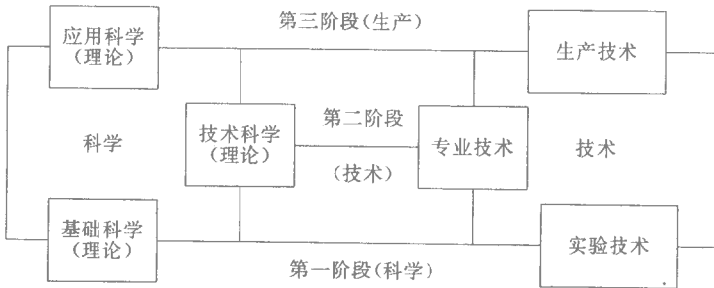 第三阶段(生产)
应用科学
(理论)
生产技术
第二阶段
技术科学
(理论)
专业技术
科学
技术
(技术)
基础科学
(理论)
实验技术
第一阶段(科学)